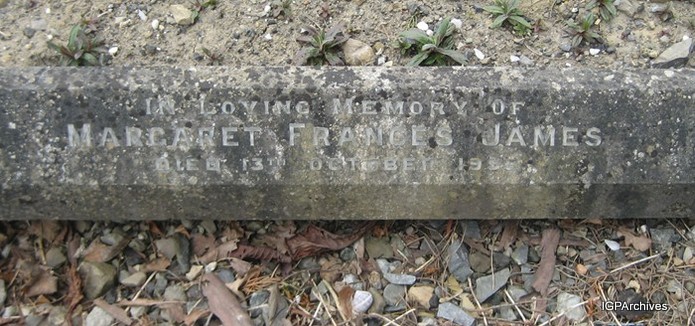 In Loving Memory of
Margaret Frances James
Died 13th October
IGPArchives